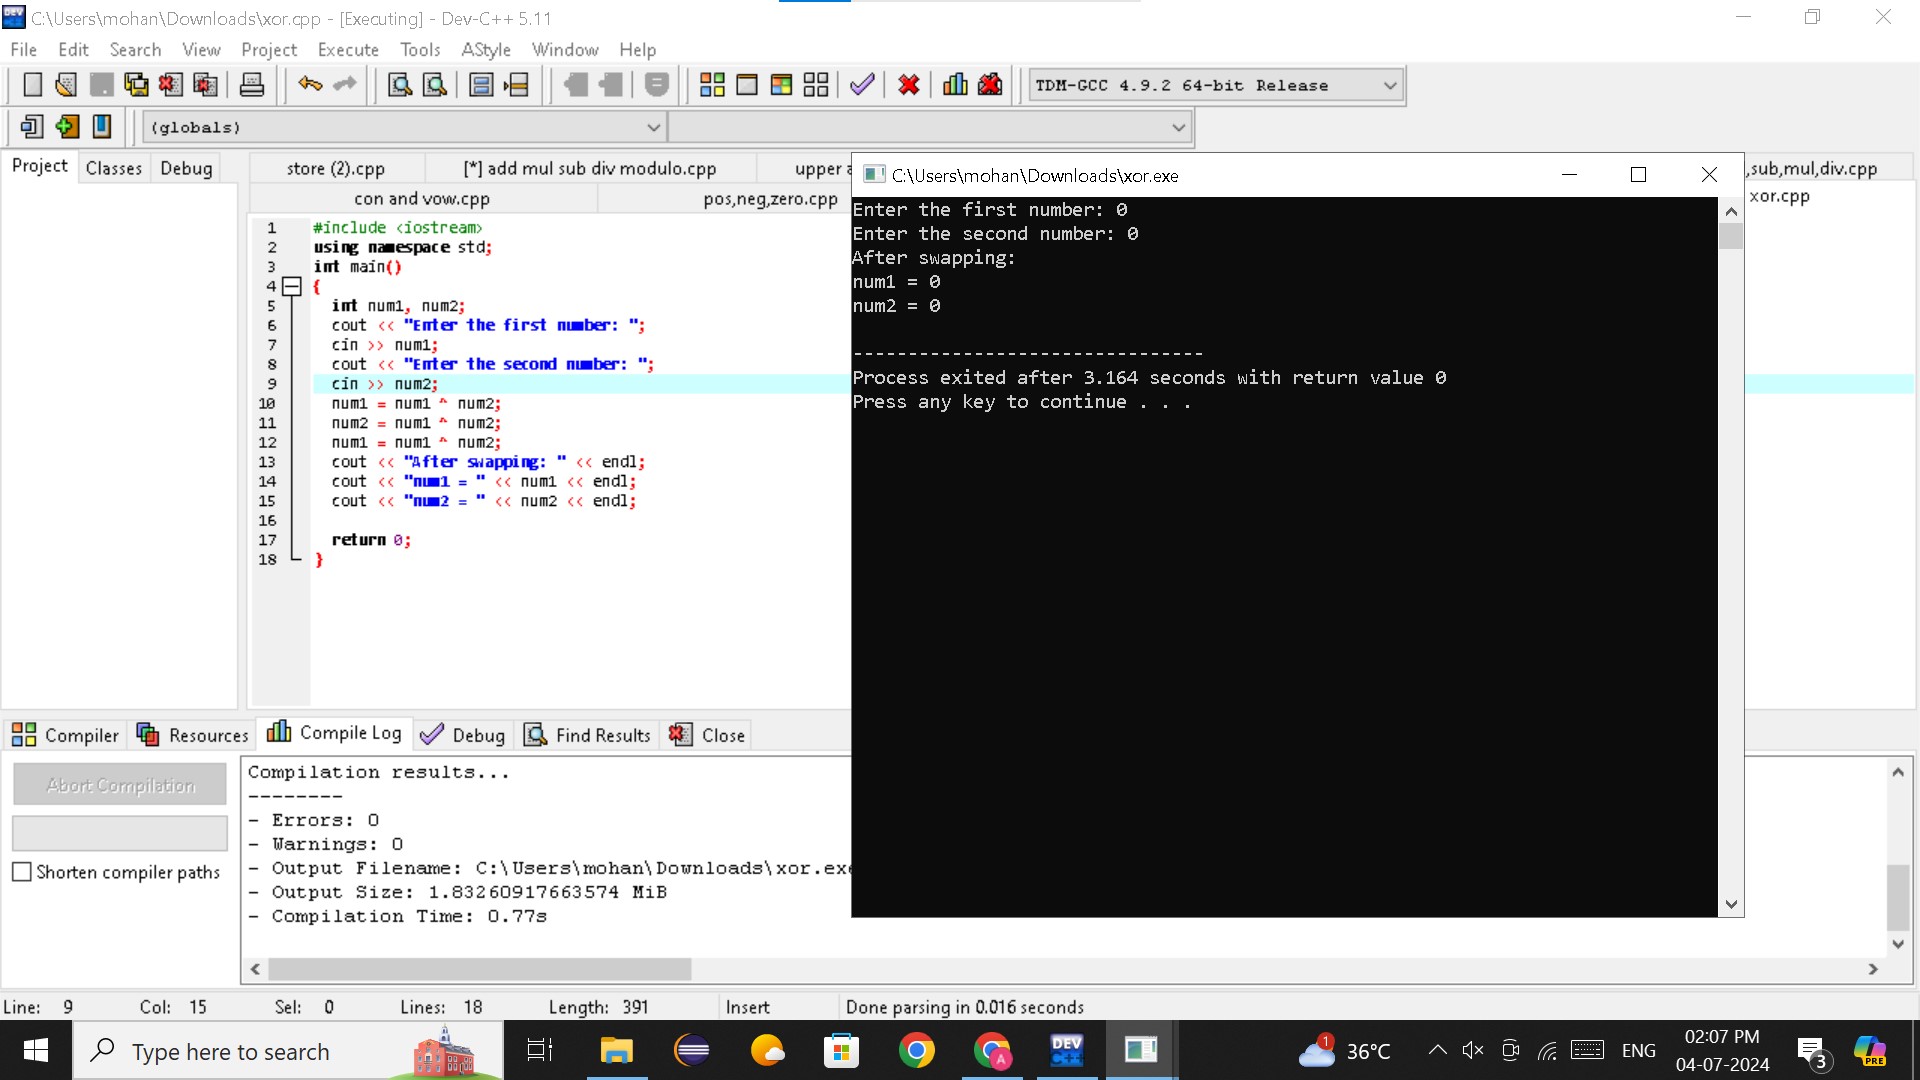 C:\Users\mohan\Downloads\xor.cpp - [Executing] - Dev-C++ 5.11
File Edit Search View Project Execute Tools AStyle Window Help
TDM-GCC 4.9.2 64-bit Release
(globals)
Project Classes Debug
store (2).cpp [*] add mul sub div modulo.cpp upper a ,sub,mul,div.cpp
con and vow.cpp pos,neg,zero.cpp xor.cpp
1 #include <iostream>
2 using namespace std;
3 int main()
4 {
5 int num1, num2;
6 cout << "Enter the first number: ";
7 cin >> num1;
8 cout << "Enter the second number: ";
9 cin >> num2;
10 num1 = num1 ^ num2;
11 num2 = num1 ^ num2;
12 num1 = num1 ^ num2;
13 cout << "After swapping: " << endl;
14 cout << "num1 = " << num1 << endl;
15 cout << "num2 = " << num2 << endl;
16
17 return 0;
18 }
C:\Users\mohan\Downloads\xor.exe
Enter the first number: 0
Enter the second number: 0
After swapping:
num1 = 0
num2 = 0
--------------------------------
Process exited after 3.164 seconds with return value 0
Press any key to continue . . .
Compiler Resources Compile Log Debug Find Results Close
Abort Compilation
Shorten compiler paths
Compilation results...
--------
- Errors: 0
- Warnings: 0
- Output Filename: C:\Users\mohan\Downloads\xor.exe
- Output Size: 1.83260917663574 MiB
- Compilation Time: 0.77s
Line: 9 Col: 15 Sel: 0 Lines: 18 Length: 391 Insert Done parsing in 0.016 seconds
Type here to search
DEV C++
A
1
36°C
ENG
02:07 PM
04-07-2024
3
PRE